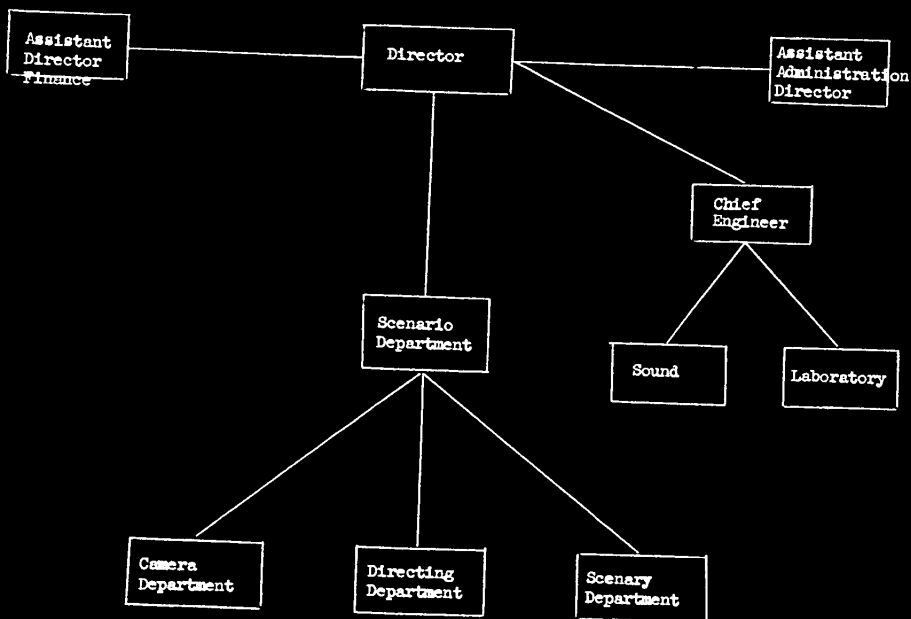 Assistant
Director
Finance
Director
Assistant
Administration
Director
Chief
Engineer
Scenario
Department
Sound
Laboratory
Camera
Department
Directing
Department
Scenary
Department